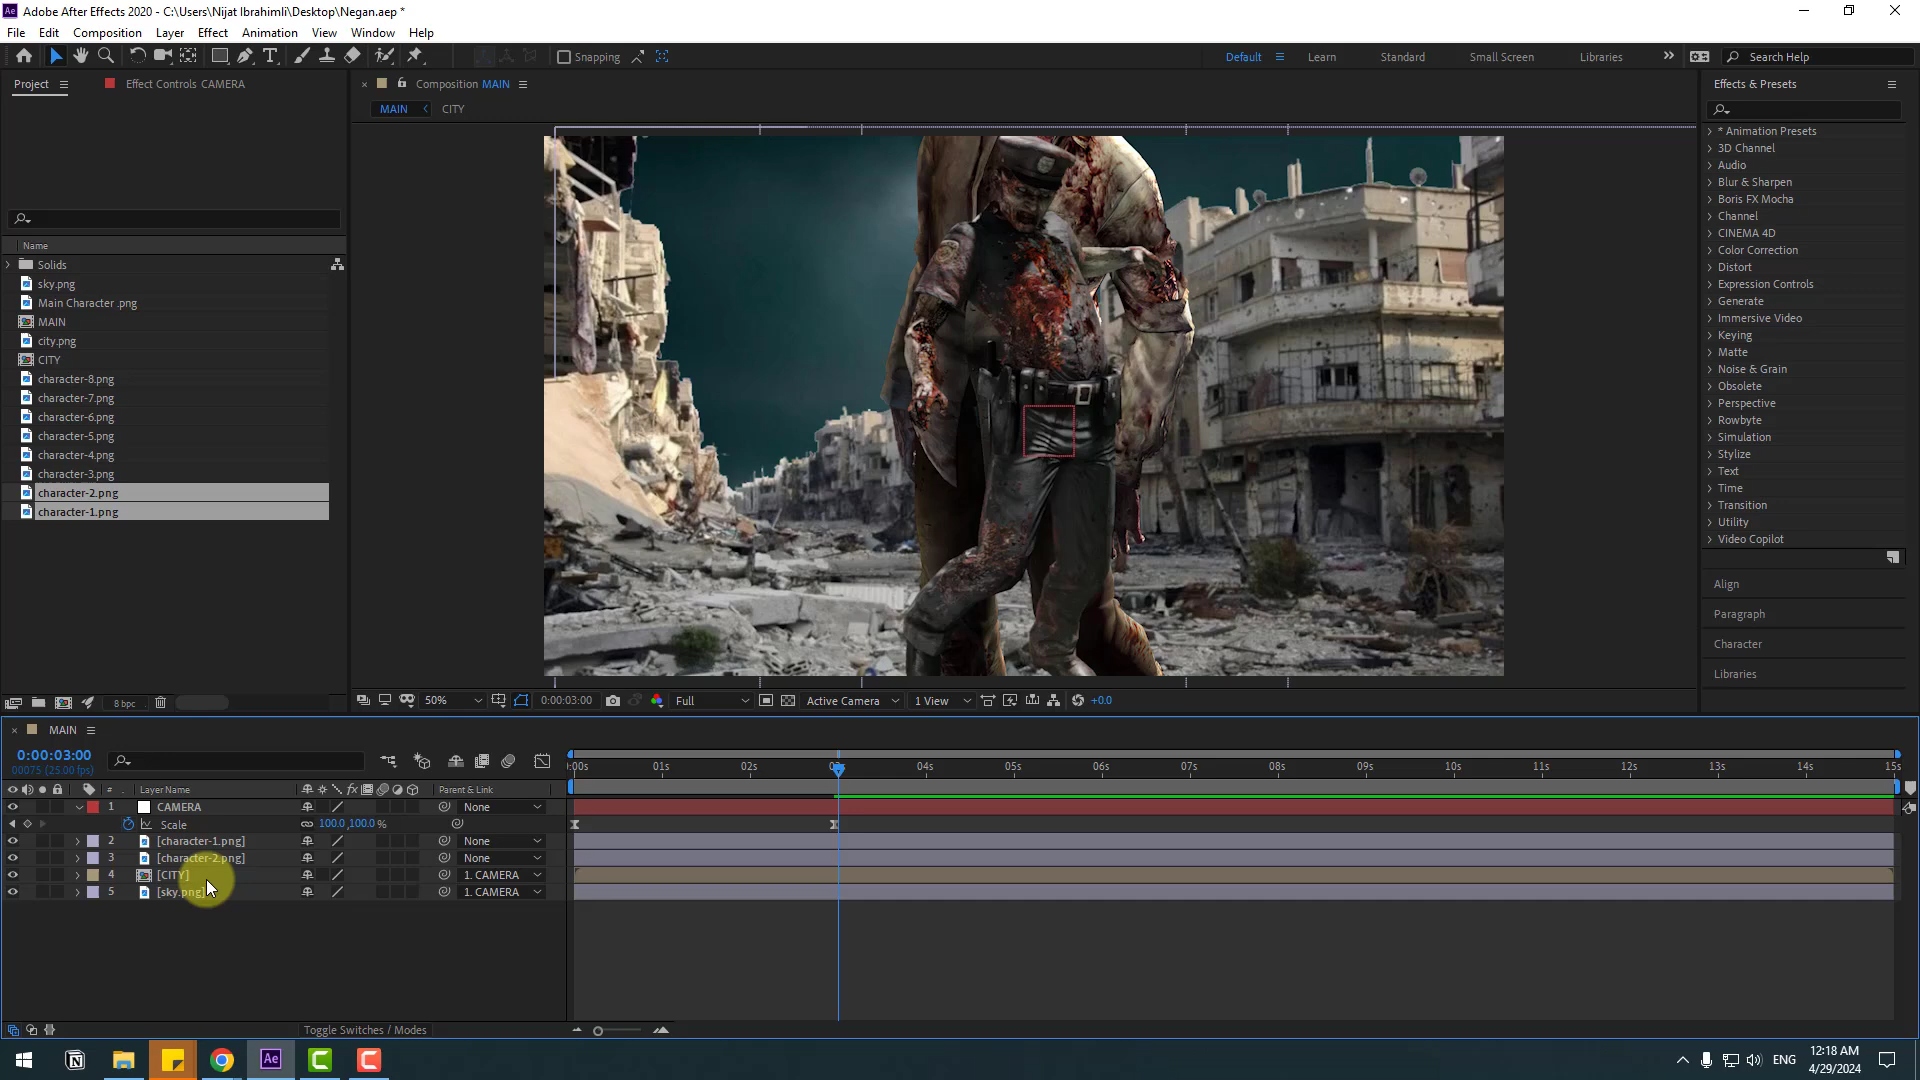 Adobe After Effects 2020 - C:\Users\Nijat Ibrahimli\Desktop\Negan.aep *
File Edit Composition Layer Effect Animation View Window Help
Snapping Default Learn Standard Small Screen Libraries Search Help
Project Effect Controls CAMERA
Composition MAIN
Effects & Presets
MAIN CITY
Name
Solids
sky.png
Main Character .png
MAIN
city.png
CITY
character-8.png
character-7.png
character-6.png
character-5.png
character-4.png
character-3.png
character-2.png
character-1.png
* Animation Presets
3D Channel
Audio
Blur & Sharpen
Boris FX Mocha
Channel
CINEMA 4D
Color Correction
Distort
Expression Controls
Generate
Immersive Video
Keying
Matte
Noise & Grain
Obsolete
Perspective
Rowbyte
Simulation
Stylize
Text
Time
Transition
Utility
Video Copilot
Align
Paragraph
Character
Libraries
8 bpc
50% 0:00:03:00 Full Active Camera 1 View +0.0
MAIN
0:00:03:00
00075 (25.00 fps)
:00s 01s 02s 04s 05s 06s 07s 08s 09s 10s 11s 12s 13s 14s 15s
# Layer Name Parent & Link
1 CAMERA None
Scale 100.0,100.0%
2 [character-1.png] None
3 [character-2.png] None
4 [CITY] 1. CAMERA
5 [sky.png] 1. CAMERA
Toggle Switches / Modes
Ae
ENG
12:18 AM
4/29/2024